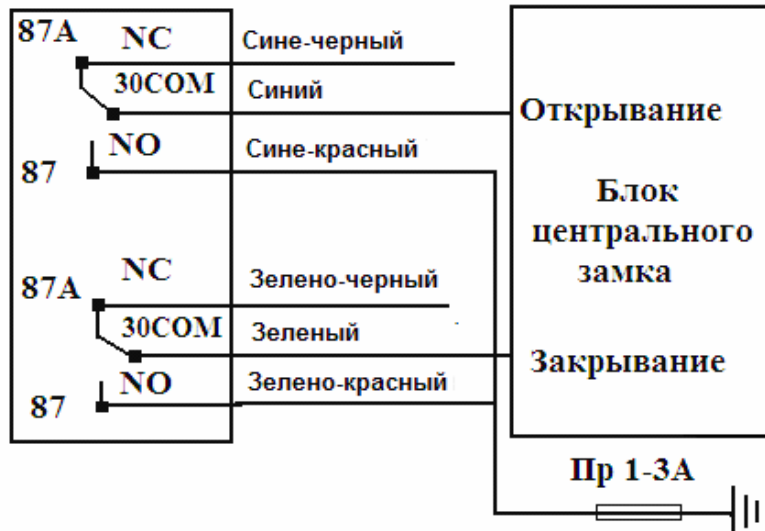 87A NC Сине-черный
30COM Синий
Открывание
NO Сине-красный
87
Блок
центрального
замка
NC Зелено-черный
87A
30COM Зеленый
Закрывание
NO Зелено-красный
87
Пр 1-3А